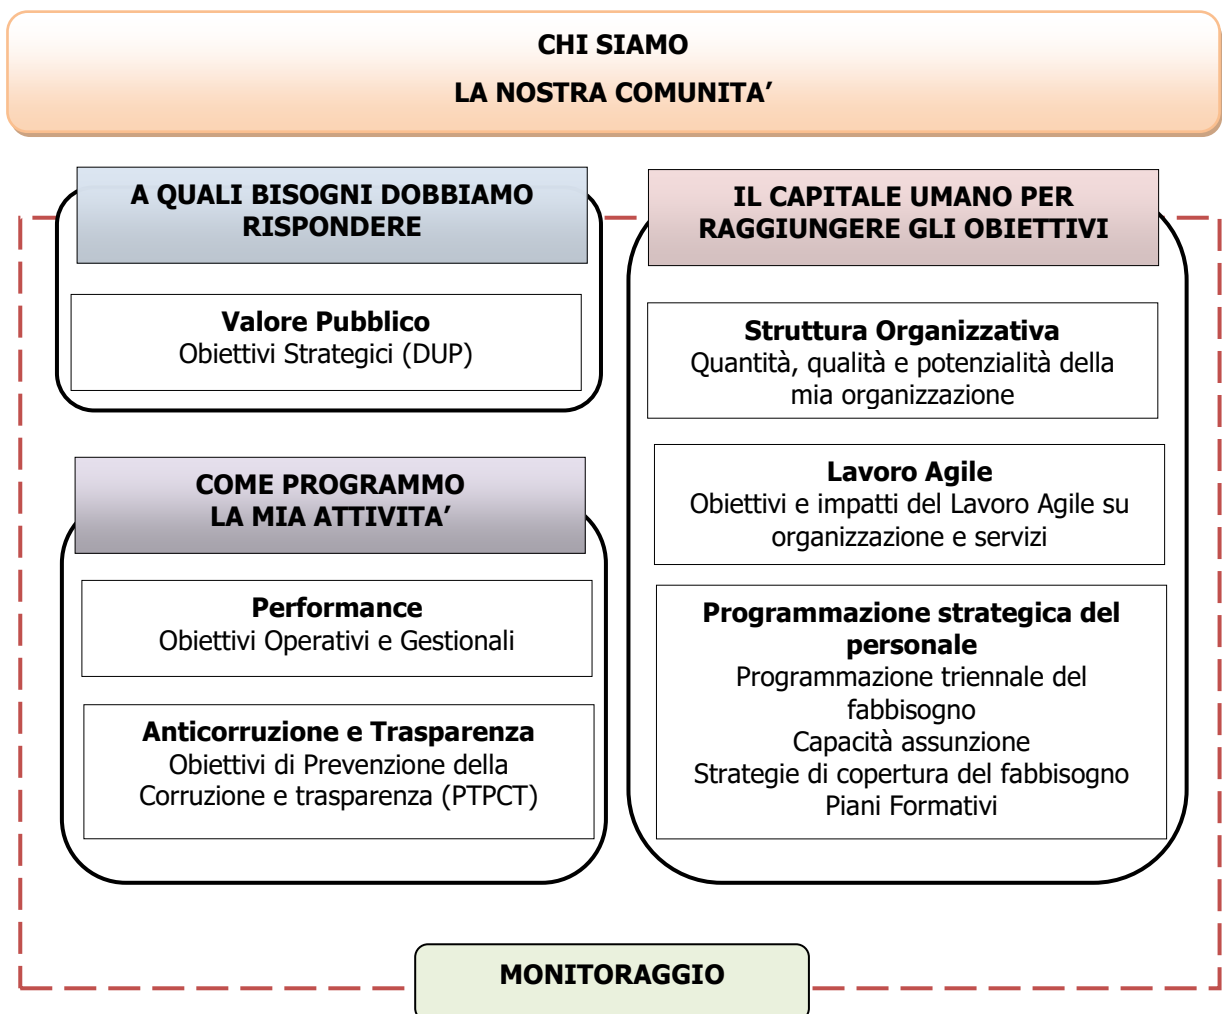 CHI SIAMO
LA NOSTRA COMUNITA’
A QUALI BISOGNI DOBBIAMO
RISPONDERE
Valore Pubblico
Obiettivi Strategici (DUP)
COME PROGRAMMO
LA MIA ATTIVITA’
Performance
Obiettivi Operativi e Gestionali
Anticorruzione e Trasparenza
Obiettivi di Prevenzione della
Corruzione e trasparenza (PTPCT)
IL CAPITALE UMANO PER
RAGGIUNGERE GLI OBIETTIVI
Struttura Organizzativa
Quantità, qualità e potenzialità della
mia organizzazione
Lavoro Agile
Obiettivi e impatti del Lavoro Agile su
organizzazione e servizi
Programmazione strategica del
personale
Programmazione triennale del
fabbisogno
Capacità assunzione
Strategie di copertura del fabbisogno
Piani Formativi
MONITORAGGIO